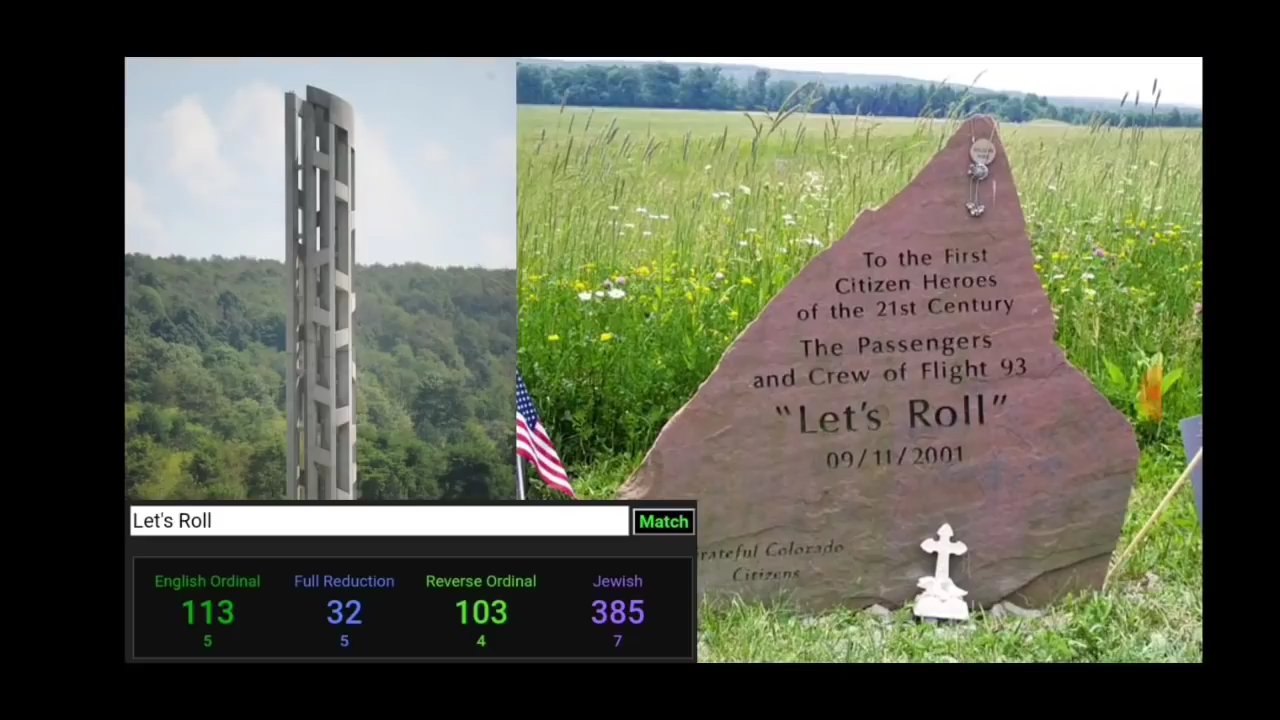 To the First
Citizen Heroes
of the 21st Century
The Passengers
and Crew of Flight 93
"Let's Roll"
09/11/2001
Colorado
Citizens
Let's Roll
Match
English Ordinal
113
5
Full Reduction
32
5
Reverse Ordinal
103
4
Jewish
385
7